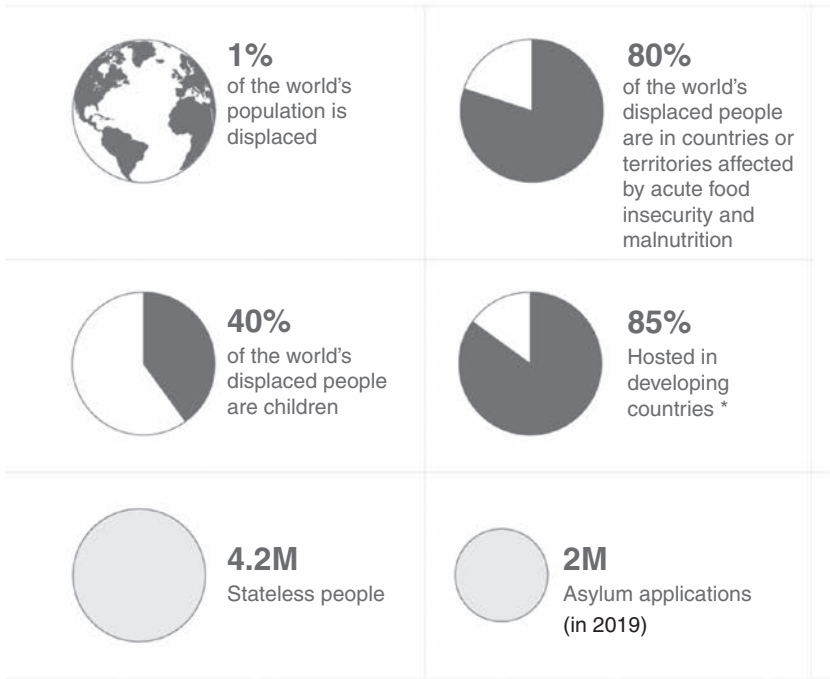 1%
of the world's
population is
displaced
80%
of the world's
displaced people
are in countries or
territories affected
by acute food
insecurity and
malnutrition
40%
of the world's
displaced people
are children
85%
Hosted in
developing
countries *
4.2M
Stateless people
2M
Asylum applications
(in 2019)